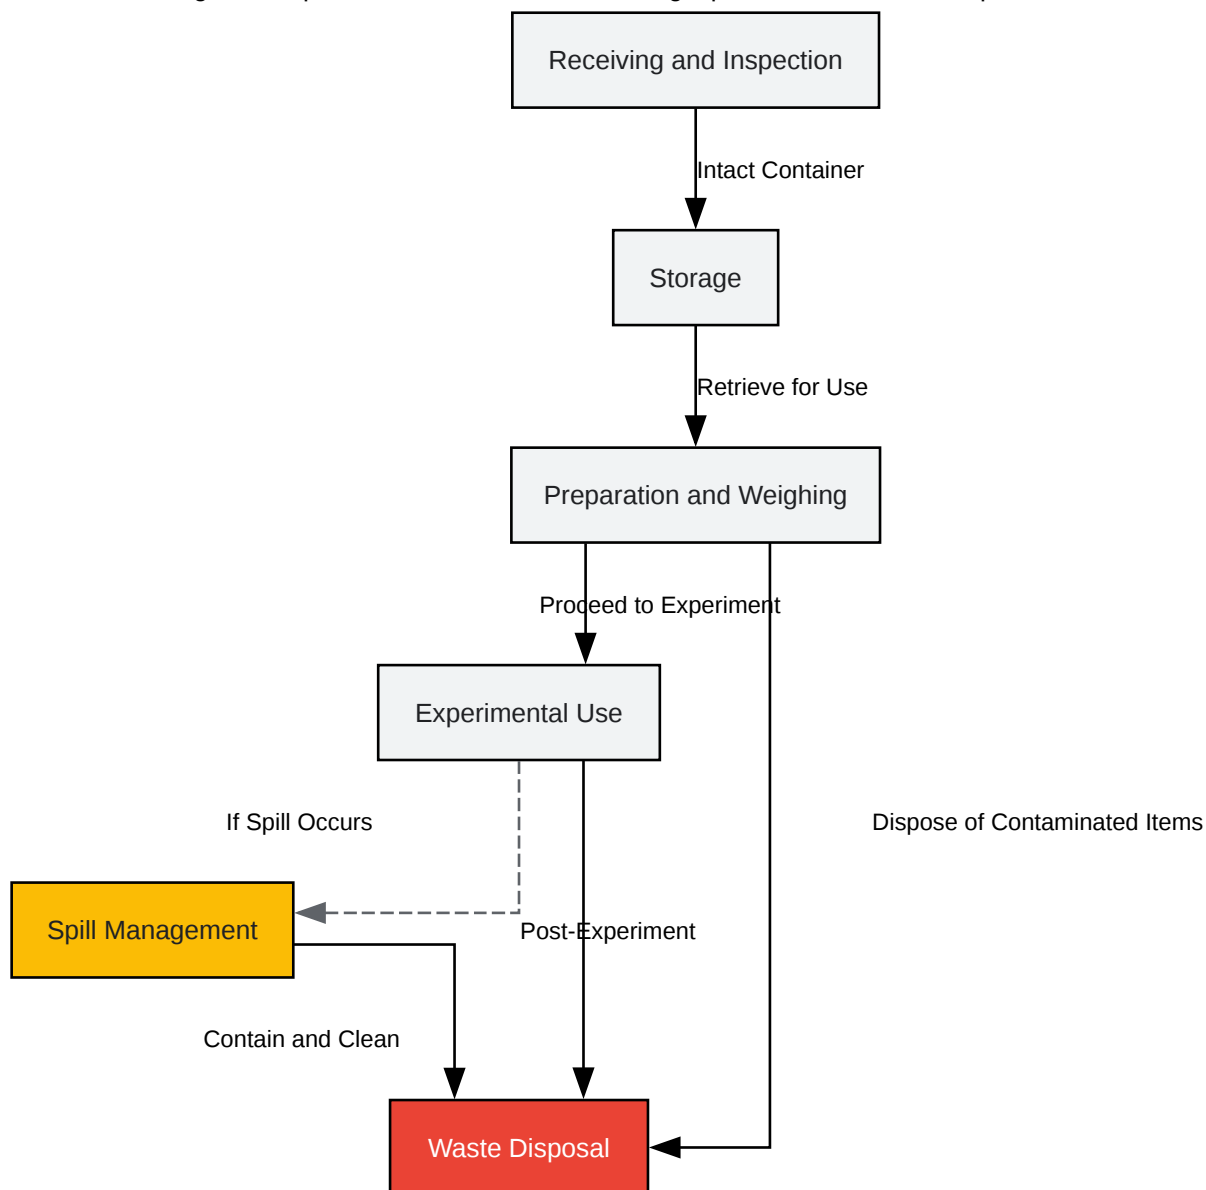 Receiving and Inspection
Intact Container
Storage
Retrieve for Use
Preparation and Weighing
Proceed to Experiment
Experimental Use
If Spill Occurs
Dispose of Contaminated Items
Spill Management
Post-Experiment
Contain and Clean
Waste Disposal